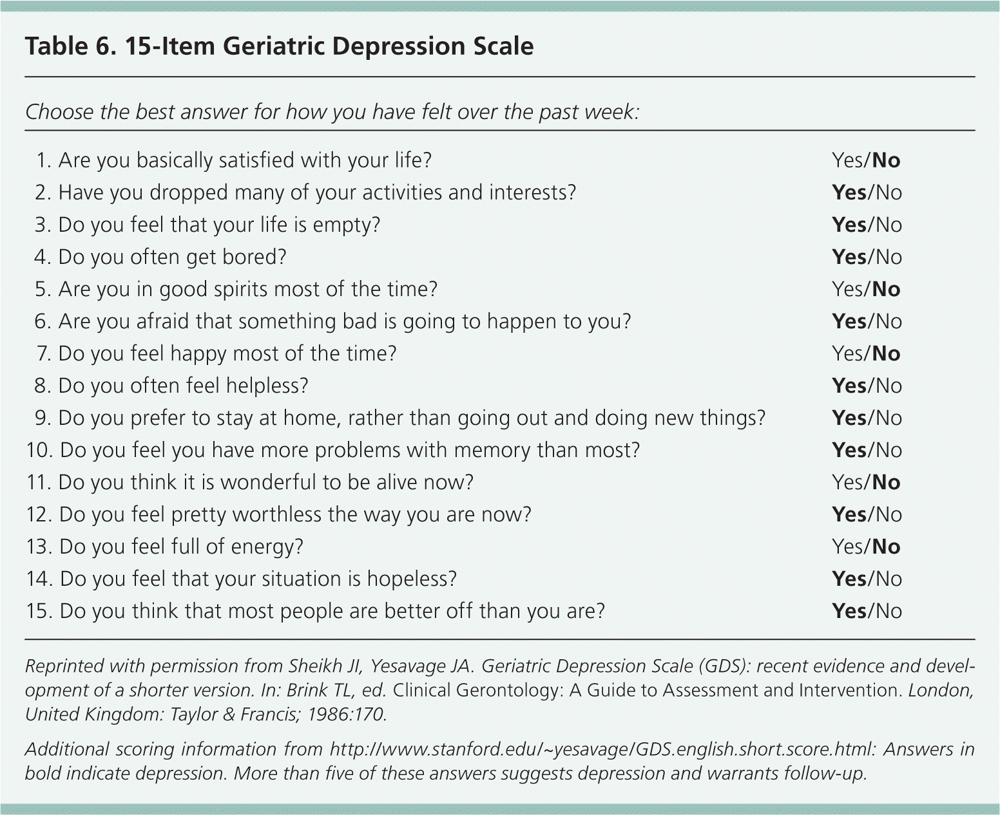 Table 6. 15-Item Geriatric Depression Scale
Choose the best answer for how you have felt over the past week:
1. Are you basically satisfied with your life? Yes/No
2. Have you dropped many of your activities and interests? Yes/No
3. Do you feel that your life is empty? Yes/No
4. Do you often get bored? Yes/No
5. Are you in good spirits most of the time? Yes/No
6. Are you afraid that something bad is going to happen to you? Yes/No
7. Do you feel happy most of the time? Yes/No
8. Do you often feel helpless? Yes/No
9. Do you prefer to stay at home, rather than going out and doing new things? Yes/No
10. Do you feel you have more problems with memory than most? Yes/No
11. Do you think it is wonderful to be alive now? Yes/No
12. Do you feel pretty worthless the way you are now? Yes/No
13. Do you feel full of energy? Yes/No
14. Do you feel that your situation is hopeless? Yes/No
15. Do you think that most people are better off than you are? Yes/No
Reprinted with permission from Sheikh JI, Yesavage JA. Geriatric Depression Scale (GDS): recent evidence and devel-
opment of a shorter version. In: Brink TL, ed. Clinical Gerontology: A Guide to Assessment and Intervention. London,
United Kingdom: Taylor & Francis; 1986:170.
Additional scoring information from http://www.stanford.edu/~yesavage/GDS.english.short.score.html: Answers in
bold indicate depression. More than five of these answers suggests depression and warrants follow-up.